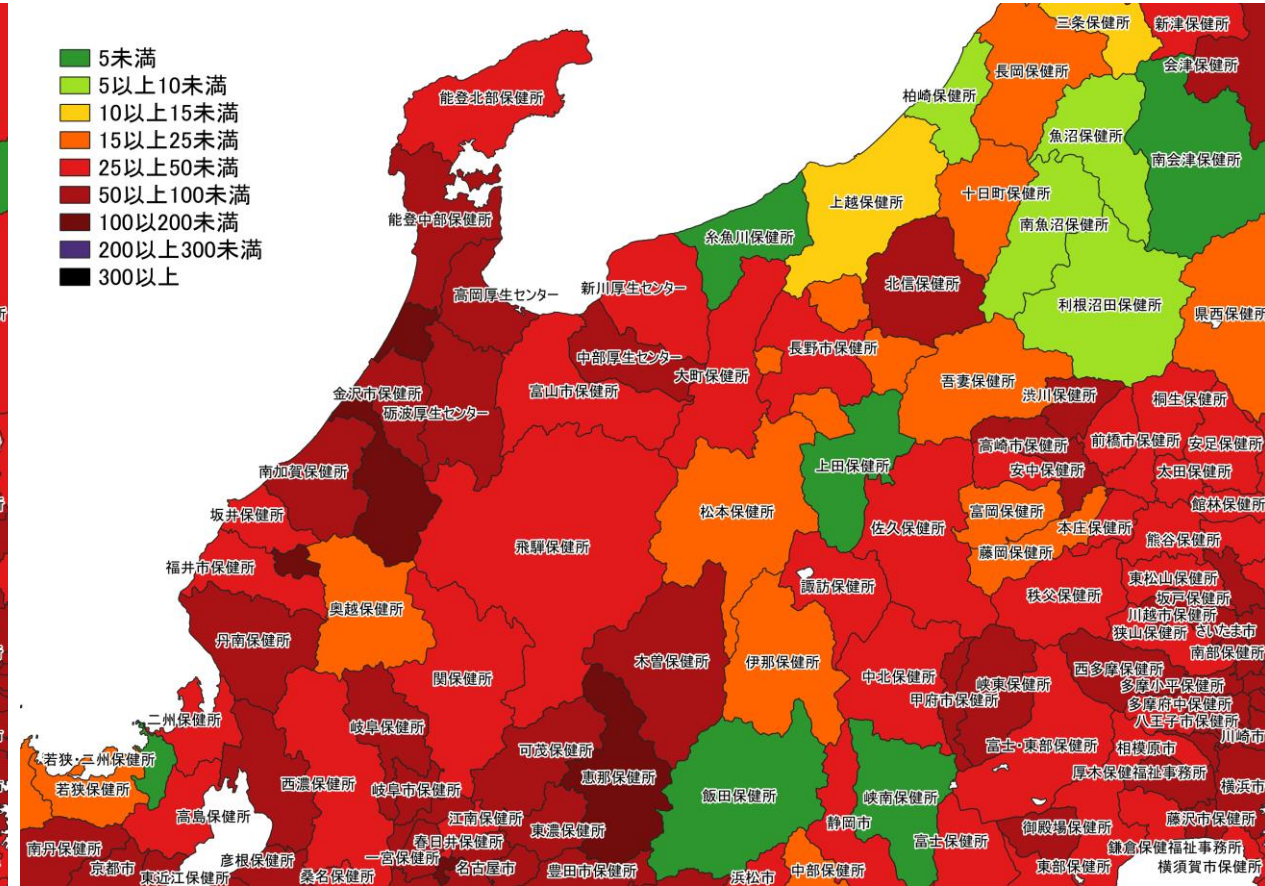 5未満
5以上10未満
10以上15未満
15以上25未満
25以上50未満
50以上100未満
100以200未満
200以上300未満
300以上
三条保健所
新津保健所
会津保健所
長岡保健所
柏崎保健所
能登北部保健所
魚沼保健所
南会津保健所
十日町保健所
上越保健所
能登中部保健所
糸魚川保健所
南魚沼保健所
北信保健所
新川厚生センター
高岡厚生センター
利根沼田保健所
県西保健所
長野市保健所
中部厚生センター
大町保健所
吾妻保健所
富山市保健所
金沢市保健所
渋川保健所
桐生保健所
砺波厚生センター
高崎市保健所
前橋市保健所
安足保健所
南加賀保健所
上田保健所
安中保健所
太田保健所
館林保健所
坂井保健所
松本保健所
富岡保健所
佐久保健所
本庄保健所
熊谷保健所
飛騨保健所
藤岡保健所
福井市保健所
東松山保健所
諏訪保健所
秩父保健所
坂戸保健所
奥越保健所
川越市保健所
狭山保健所
さいたま市
丹南保健所
南部保健所
木曽保健所
伊那保健所
西多摩保健所
関保健所
中北保健所
峡東保健所
多摩小平保健所
甲府市保健所
多摩府中保健所
二州保健所
岐阜保健所
八王子市保健所
川崎市
可茂保健所
富士・東部保健所
相模原市
若狭・二州保健所
恵那保健所
厚木保健福祉事務所
西濃保健所
若狭保健所
岐阜市保健所
飯田保健所
峡南保健所
横浜市
高島保健所
江南保健所
静岡市
藤沢市保健所
東濃保健所
御殿場保健所
春日井保健所
富士保健所
鎌倉保健福祉事務所
南丹保健所
彦根保健所
一宮保健所
京都市
名古屋市
豊田市保健所
中部保健所
東部保健所
横須賀市保健所
東近江保健所
桑名保健所
浜松市